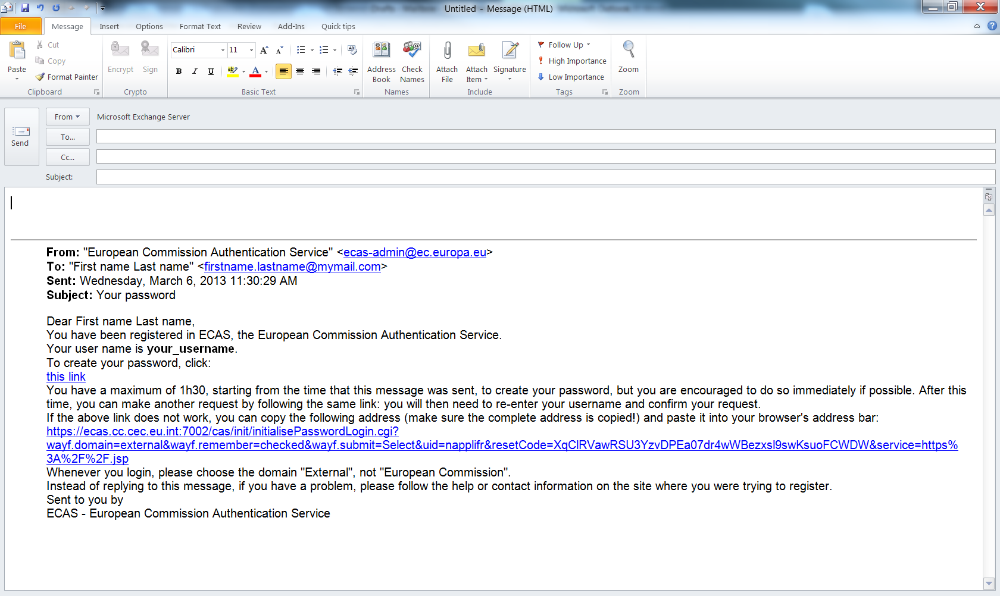 Untitled - Message (HTML)
File Message Insert Options Format Text Review Add-Ins Quick tips
Paste
Cut
Copy
Format Painter
Clipboard
Encrypt Sign
Crypto
Calibri 11
B I U
Basic Text
Address Book
Check Names
Names
Attach File
Attach Item
Signature
Include
Follow Up
High Importance
Low Importance
Tags
Zoom
Zoom
Send
From Microsoft Exchange Server
To...
Cc...
Subject:
From: "European Commission Authentication Service" <ecas-admin@ec.europa.eu>
To: "First name Last name" <firstname.lastname@mymail.com>
Sent: Wednesday, March 6, 2013 11:30:29 AM
Subject: Your password
Dear First name Last name,
You have been registered in ECAS, the European Commission Authentication Service.
Your user name is your_username.
To create your password, click:
this link
You have a maximum of 1h30, starting from the time that this message was sent, to create your password, but you are encouraged to do so immediately if possible. After this
time, you can make another request by following the same link: you will then need to re-enter your username and confirm your request.
If the above link does not work, you can copy the following address (make sure the complete address is copied!) and paste it into your browser's address bar:
https://ecas.cc.cec.eu.int:7002/cas/init/initialisePasswordLogin.cgi?
wayf.domain=external&wayf.remember=checked&wayf.submit=Select&uid=napplifr&resetCode=XqClRVawRSU3YzvDPEa07dr4wWBezxsl9swKsuoFCWDW&service=https%
3A%2F%2F.jsp
Whenever you login, please choose the domain "External", not "European Commission".
Instead of replying to this message, if you have a problem, please follow the help or contact information on the site where you were trying to register.
Sent to you by
ECAS - European Commission Authentication Service